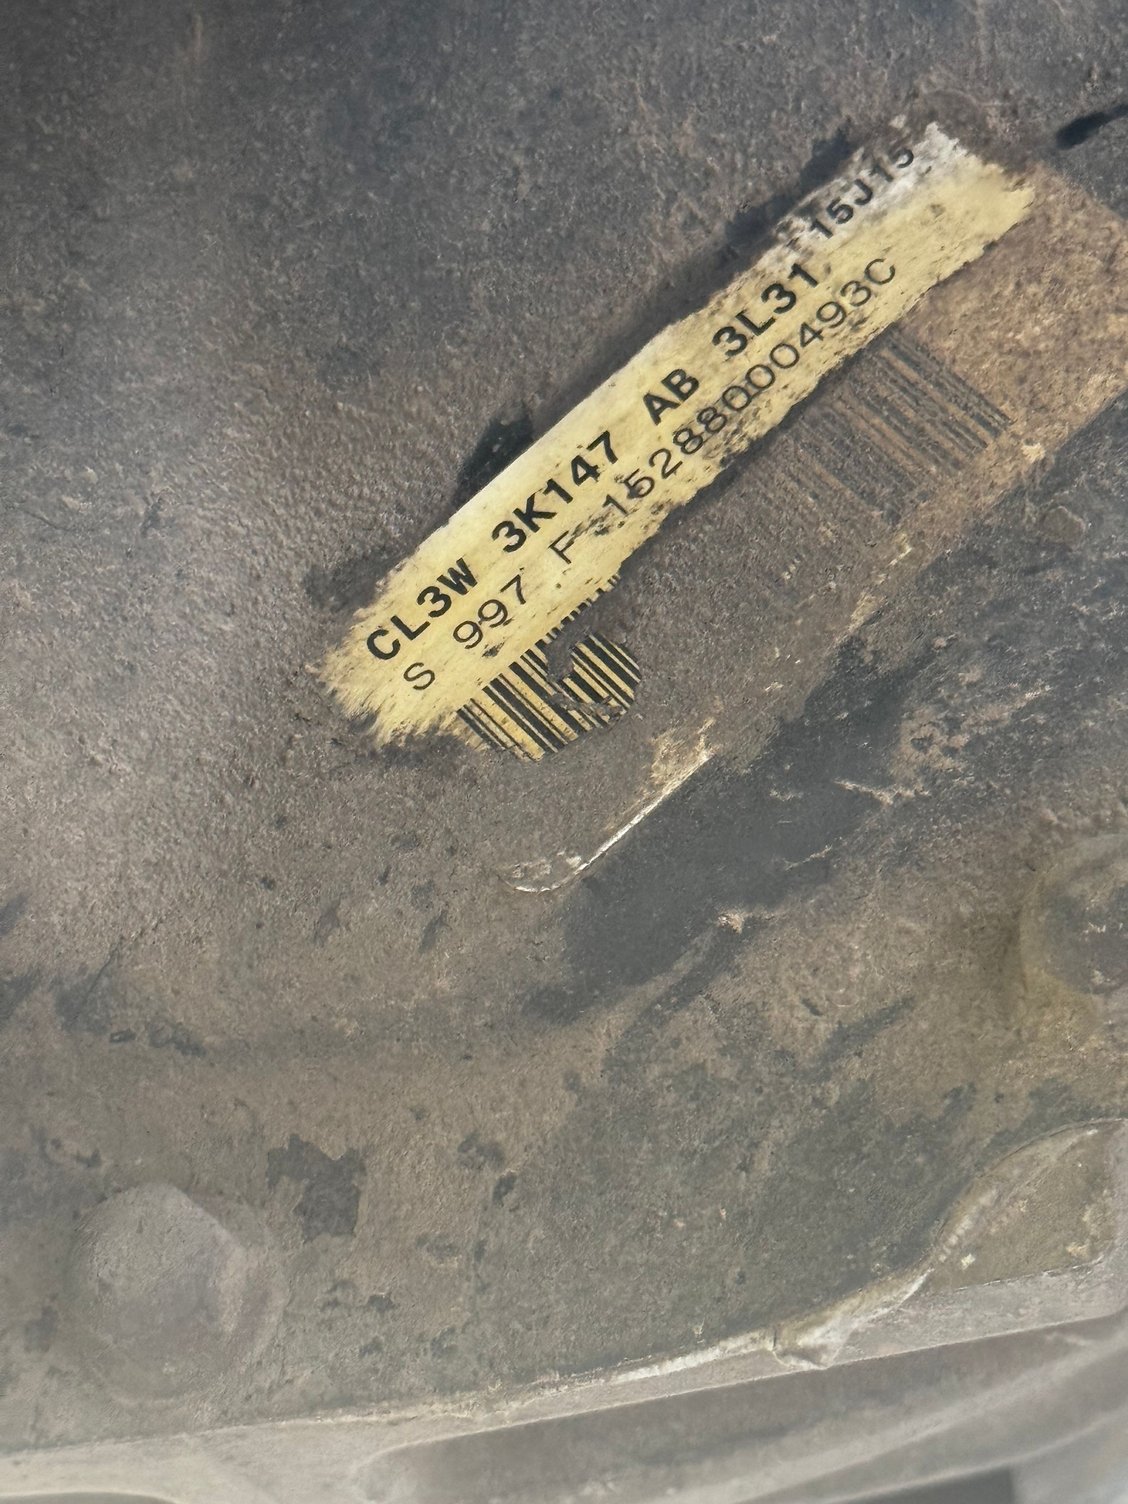 CL3W 3K147 AB 3L31 15J15
S 997 F 15288000493C